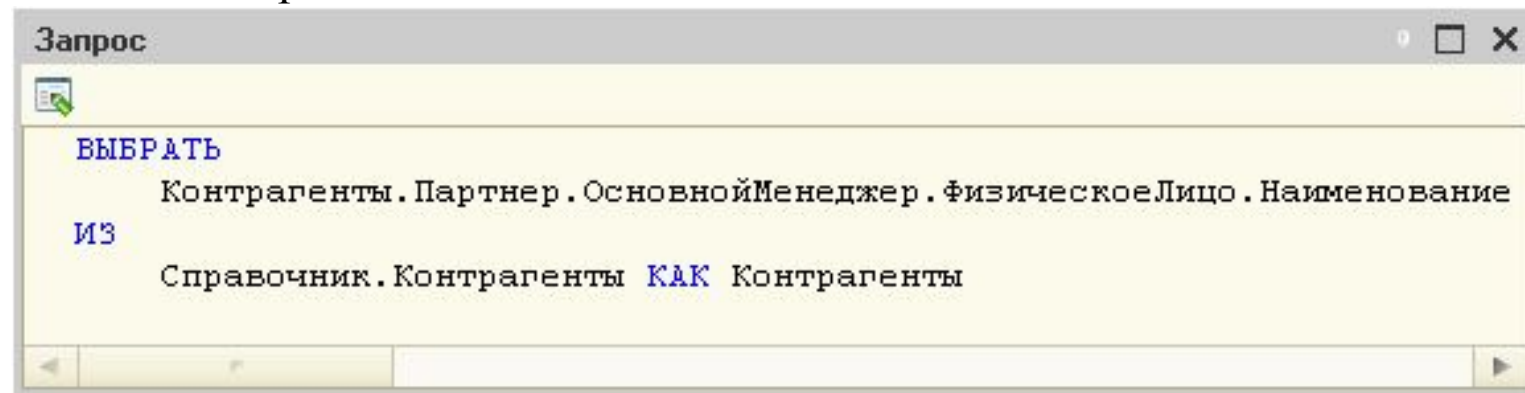 Запрос
ВЫБРАТЬ
Контрагенты.Партнер.ОсновнойМенеджер.ФизическоеЛицо.Наименование
ИЗ
Справочник.Контрагенты КАК Контрагенты